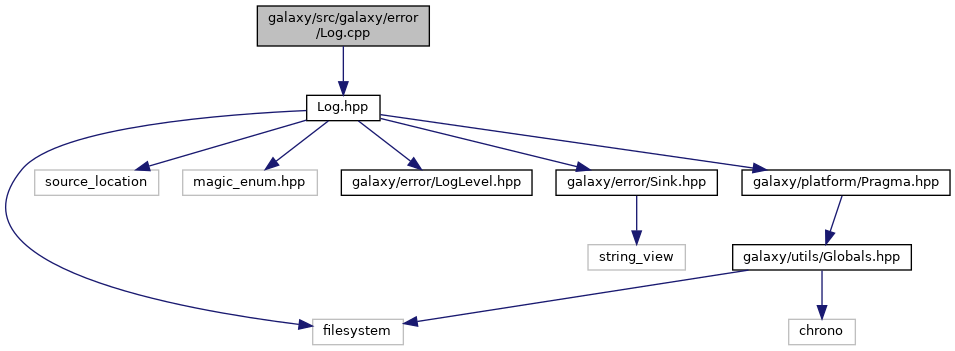 galaxy/src/galaxy/error
/Log.cpp
Log.hpp
source_location
magic_enum.hpp
galaxy/error/LogLevel.hpp
galaxy/error/Sink.hpp
galaxy/platform/Pragma.hpp
string_view
galaxy/utils/Globals.hpp
filesystem
chrono